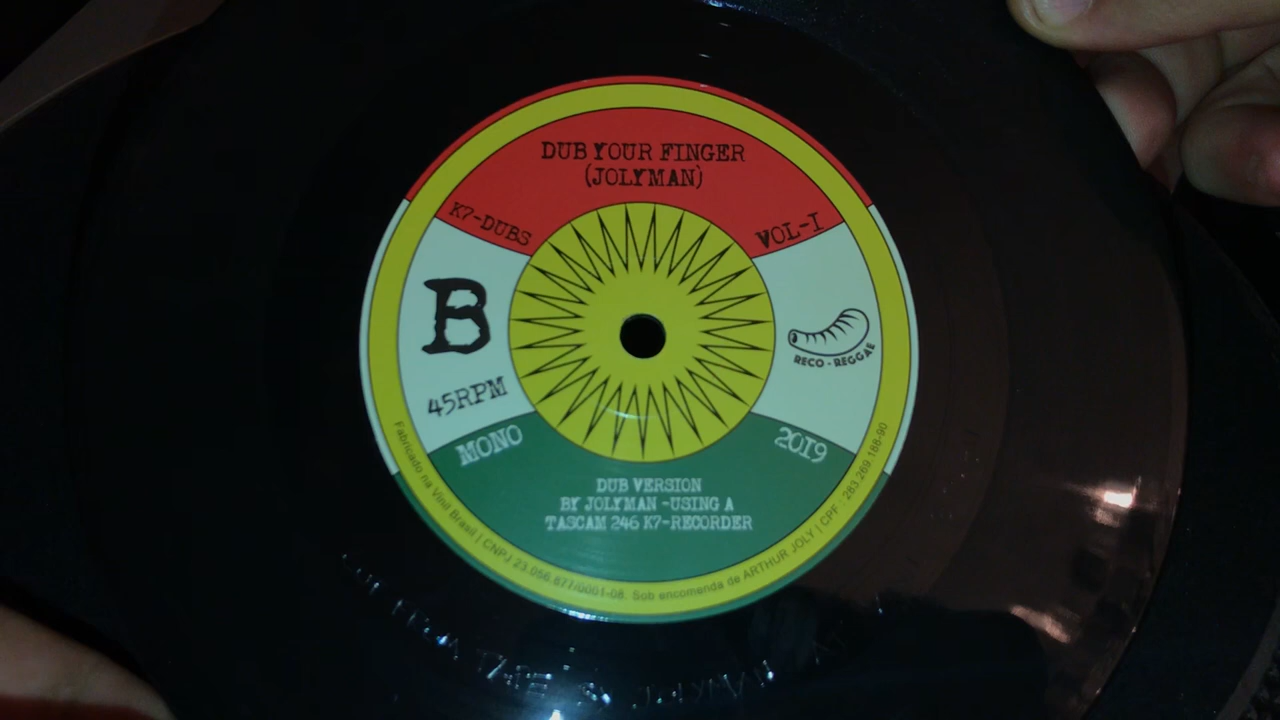 DUB YOUR FINGER
(JOLYMAN)
K7-DUBS
VOL-I
B
RECO-REGGAE
45RPM
MONO
2019
DUB VERSION
BY JOLYMAN -USING A
TASCAM 246 K7-RECORDER
Fabricado na Vinil Brasil | CNPJ 23.056.877/0001-08. Sob encomenda de ARTHUR JOLY | CPF : 283.269.188-90